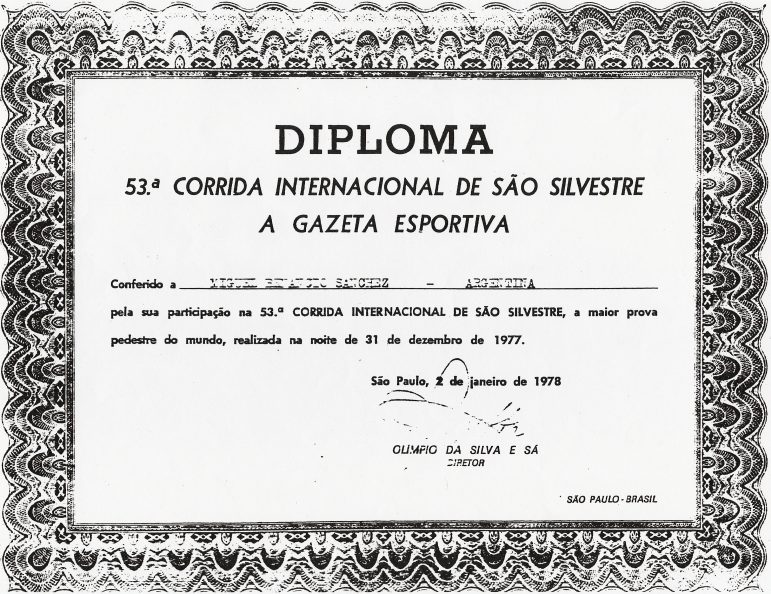 DIPLOMA
53.ª CORRIDA INTERNACIONAL DE SÃO SILVESTRE
A GAZETA ESPORTIVA
Conferido a MIGUEL BENANCIO SANCHEZ - ARGENTINA
pela sua participação na 53.ª CORRIDA INTERNACIONAL DE SÃO SILVESTRE, a maior prova
pedestre do mundo, realizada na noite de 31 de dezembro de 1977.
São Paulo, 2 de janeiro de 1978
OLIMPIO DA SILVA E SÁ
DIRETOR
SÃO PAULO - BRASIL